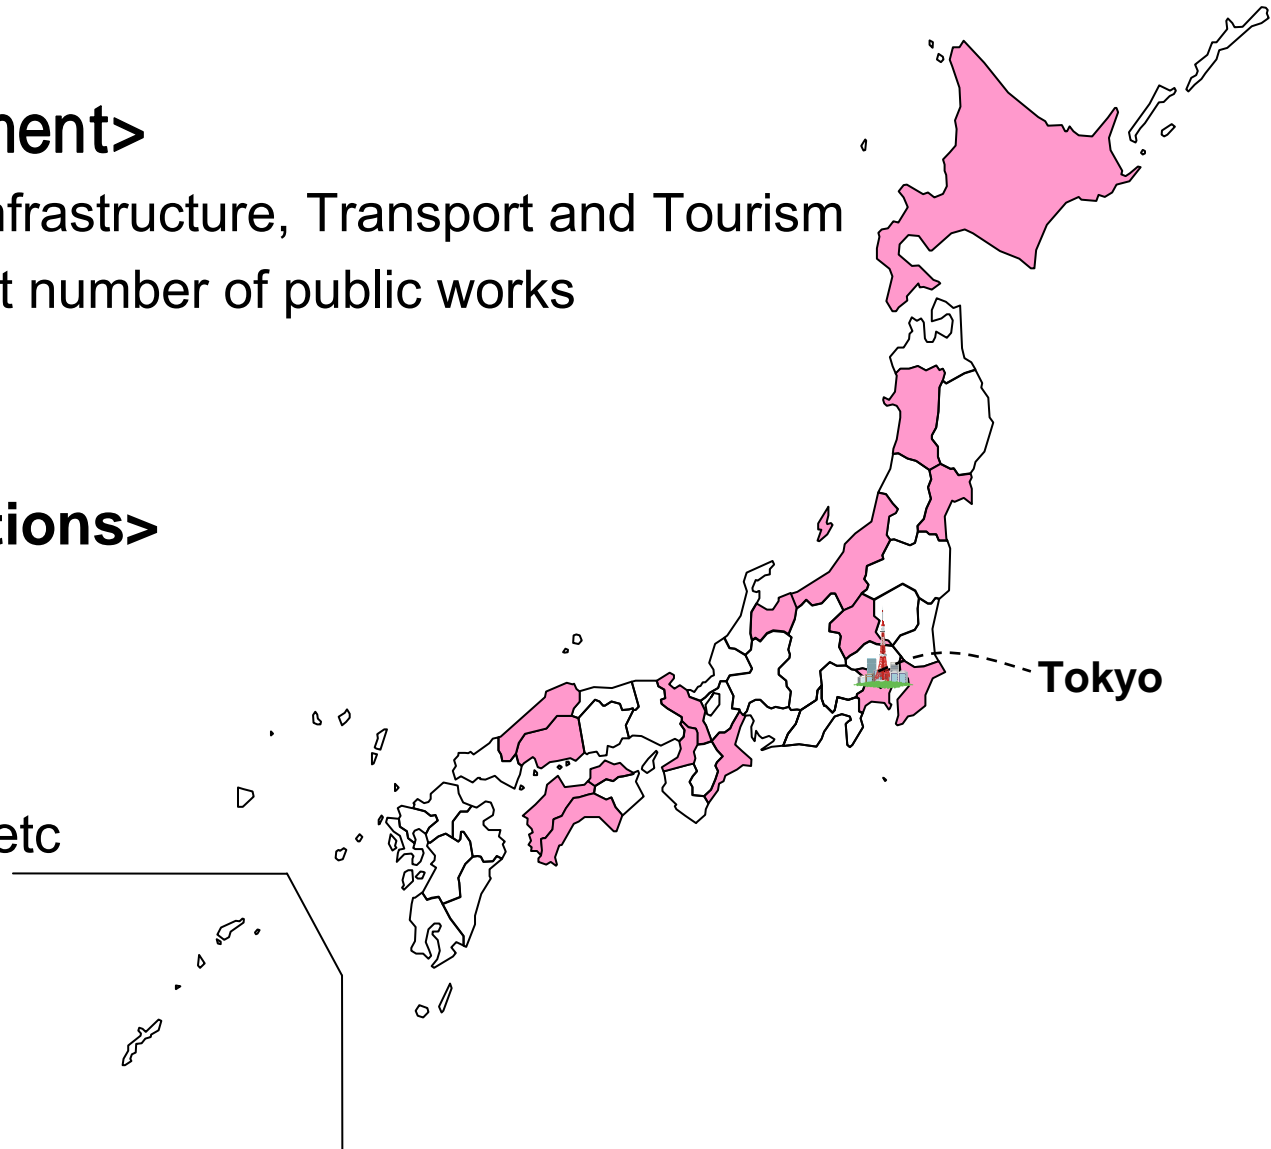 ment>
nfrastructure, Transport and Tourism
t number of public works
tions>
Tokyo
etc